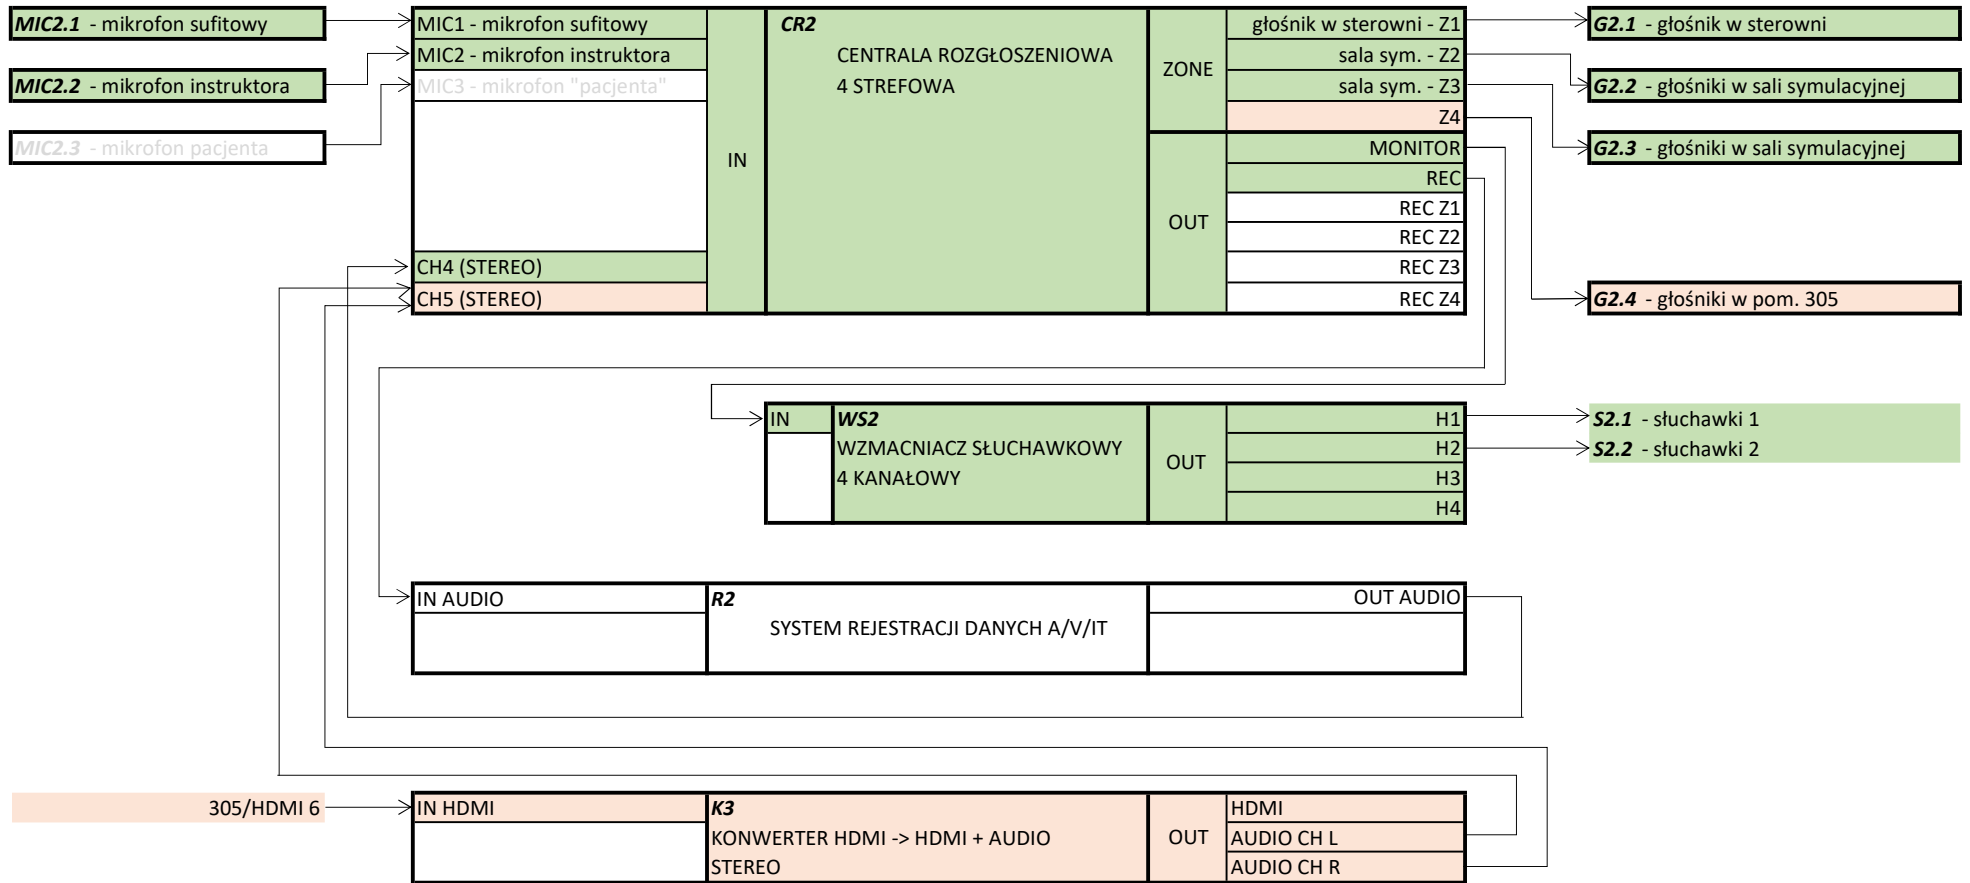 MIC2.1 - mikrofon sufitowy
MIC2.2 - mikrofon instruktora
MIC2.3 - mikrofon pacjenta
MIC1 - mikrofon sufitowy
MIC2 - mikrofon instruktora
MIC3 - mikrofon "pacjenta"
CH4 (STEREO)
CH5 (STEREO)
IN
CR2
CENTRALA ROZGŁOSZENIOWA
4 STREFOWA
ZONE
głośnik w sterowni - Z1
sala sym. - Z2
sala sym. - Z3
Z4
OUT
MONITOR
REC
REC Z1
REC Z2
REC Z3
REC Z4
G2.1 - głośnik w sterowni
G2.2 - głośniki w sali symulacyjnej
G2.3 - głośniki w sali symulacyjnej
G2.4 - głośniki w pom. 305
IN
WS2
WZMACNIACZ SŁUCHAWKOWY
4 KANAŁOWY
OUT
H1
H2
H3
H4
S2.1 - słuchawki 1
S2.2 - słuchawki 2
IN AUDIO
R2
SYSTEM REJESTRACJI DANYCH A/V/IT
OUT AUDIO
305/HDMI 6
IN HDMI
K3
KONWERTER HDMI -> HDMI + AUDIO
STEREO
OUT
HDMI
AUDIO CH L
AUDIO CH R